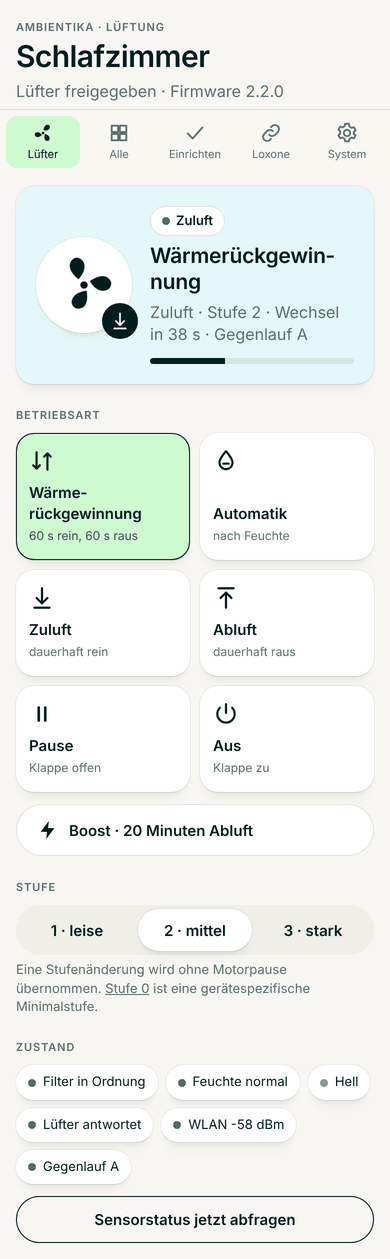 AMBIENTIKA · LÜFTUNG
Schlafzimmer
Lüfter freigegeben · Firmware 2.2.0
Lüfter
Alle
Einrichten
Loxone
System
Zuluft
Wärmerückgewin-
nung
Zuluft · Stufe 2 · Wechsel
in 38 s · Gegenlauf A
BETRIEBSART
Wärme-
rückgewinnung
60 s rein, 60 s raus
Automatik
nach Feuchte
Zuluft
dauerhaft rein
Abluft
dauerhaft raus
Pause
Klappe offen
Aus
Klappe zu
Boost · 20 Minuten Abluft
STUFE
1 · leise
2 · mittel
3 · stark
Eine Stufenänderung wird ohne Motorpause
übernommen. Stufe 0 ist eine gerätespezifische
Minimalstufe.
ZUSTAND
Filter in Ordnung
Feuchte normal
Hell
Lüfter antwortet
WLAN -58 dBm
Gegenlauf A
Sensorstatus jetzt abfragen